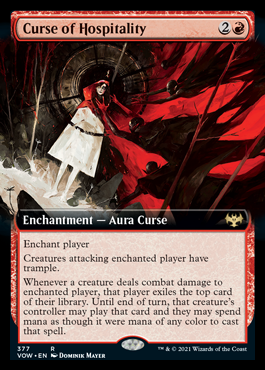 Curse of Hospitality 2
Enchantment — Aura Curse
Enchant player
Creatures attacking enchanted player have
trample.
Whenever a creature deals combat damage to
enchanted player, that player exiles the top card
of their library. Until end of turn, that creature's
controller may play that card and they may spend
mana as though it were mana of any color to cast
that spell.
377 R
VOW • EN Dominik Mayer ™ & © 2021 Wizards of the Coast